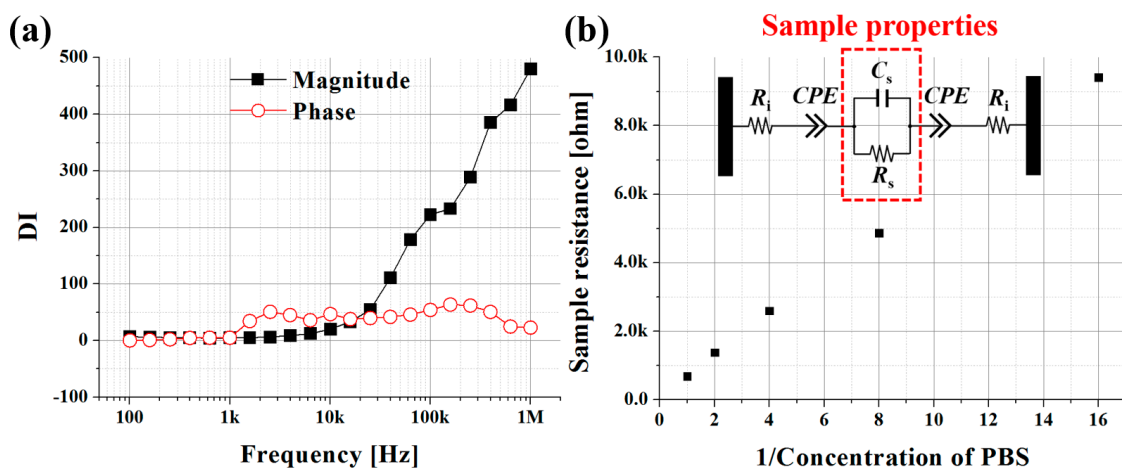 (a)
500
400
300
200
100
0
-100
DI
Magnitude
Phase
100
1k
10k
100k
1M
Frequency [Hz]
(b)
Sample properties
10.0k
8.0k
6.0k
4.0k
2.0k
0.0
Sample resistance [ohm]
Ri
CPE
Cs
Rs
CPE
Ri
0
2
4
6
8
10
12
14
16
1/Concentration of PBS